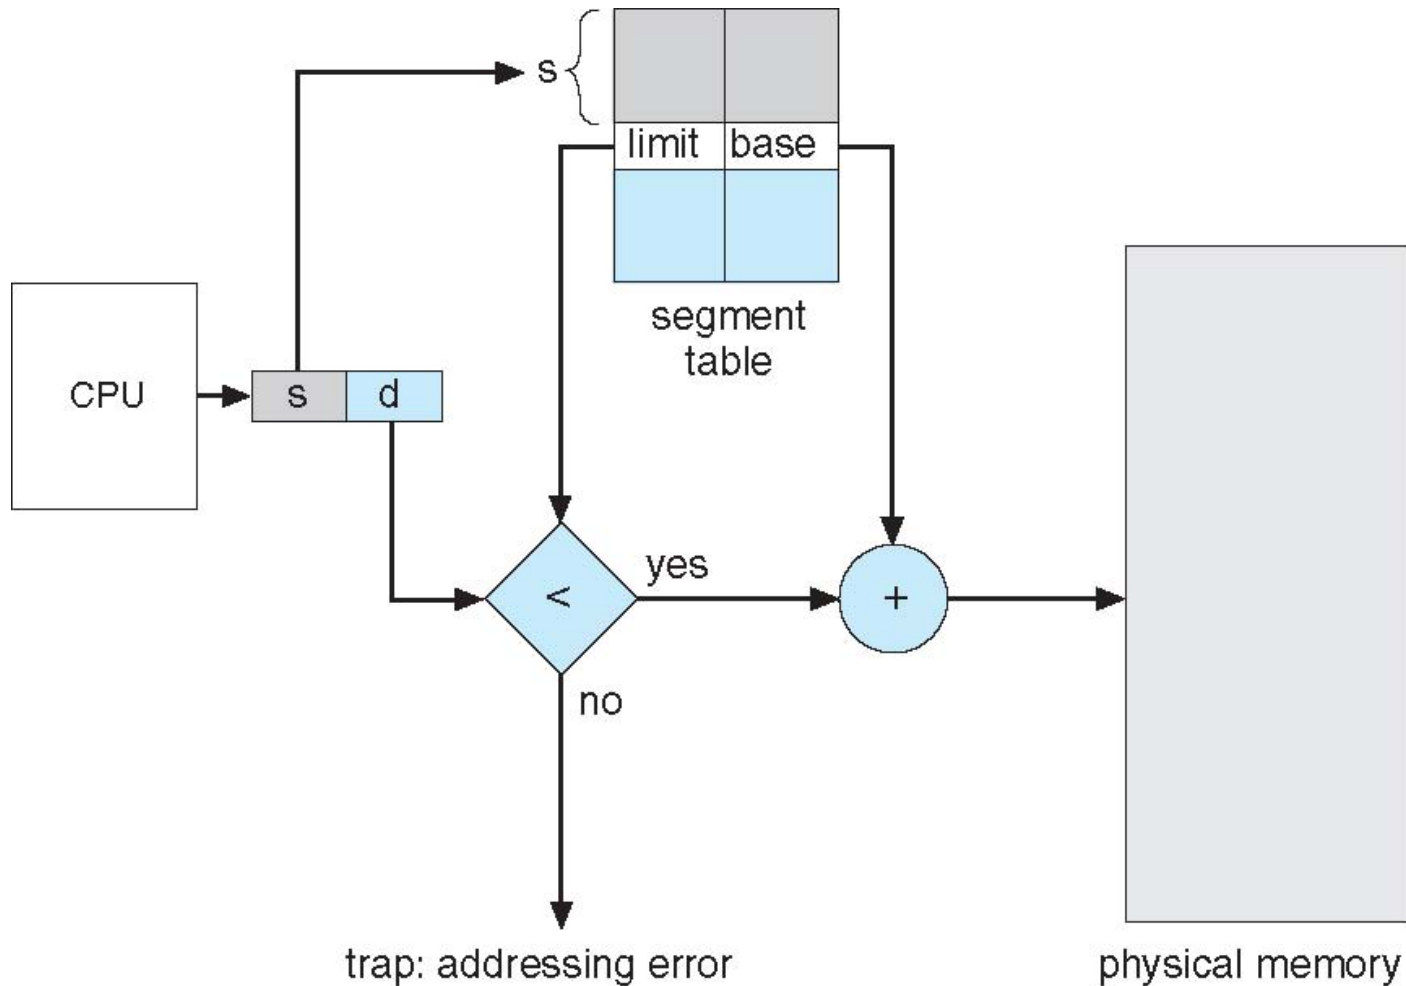 s
limit base
segment
table
CPU
s d
yes
<
+
no
trap: addressing error
physical memory